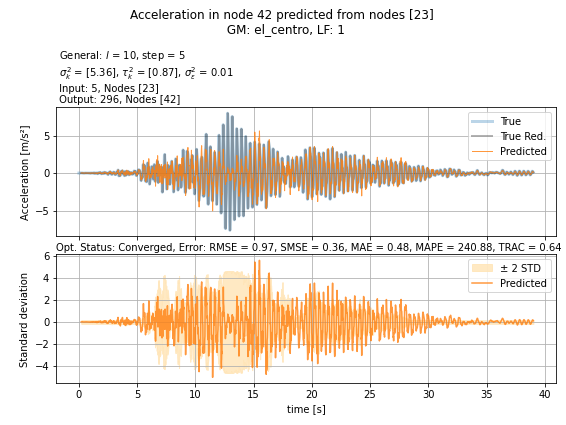 Acceleration in node 42 predicted from nodes [23]
GM: el_centro, LF: 1
General: l = 10, step = 5
σ²ₖ = [5.36], τ²ₖ = [0.87], σ²ε = 0.01
Input: 5, Nodes [23]
Output: 296, Nodes [42]
Acceleration [m/s²]
5
0
−5
True
True Red.
Predicted
Opt. Status: Converged, Error: RMSE = 0.97, SMSE = 0.36, MAE = 0.48, MAPE = 240.88, TRAC = 0.64
Standard deviation
6
4
2
0
−2
−4
± 2 STD
Predicted
0 5 10 15 20 25 30 35 40
time [s]